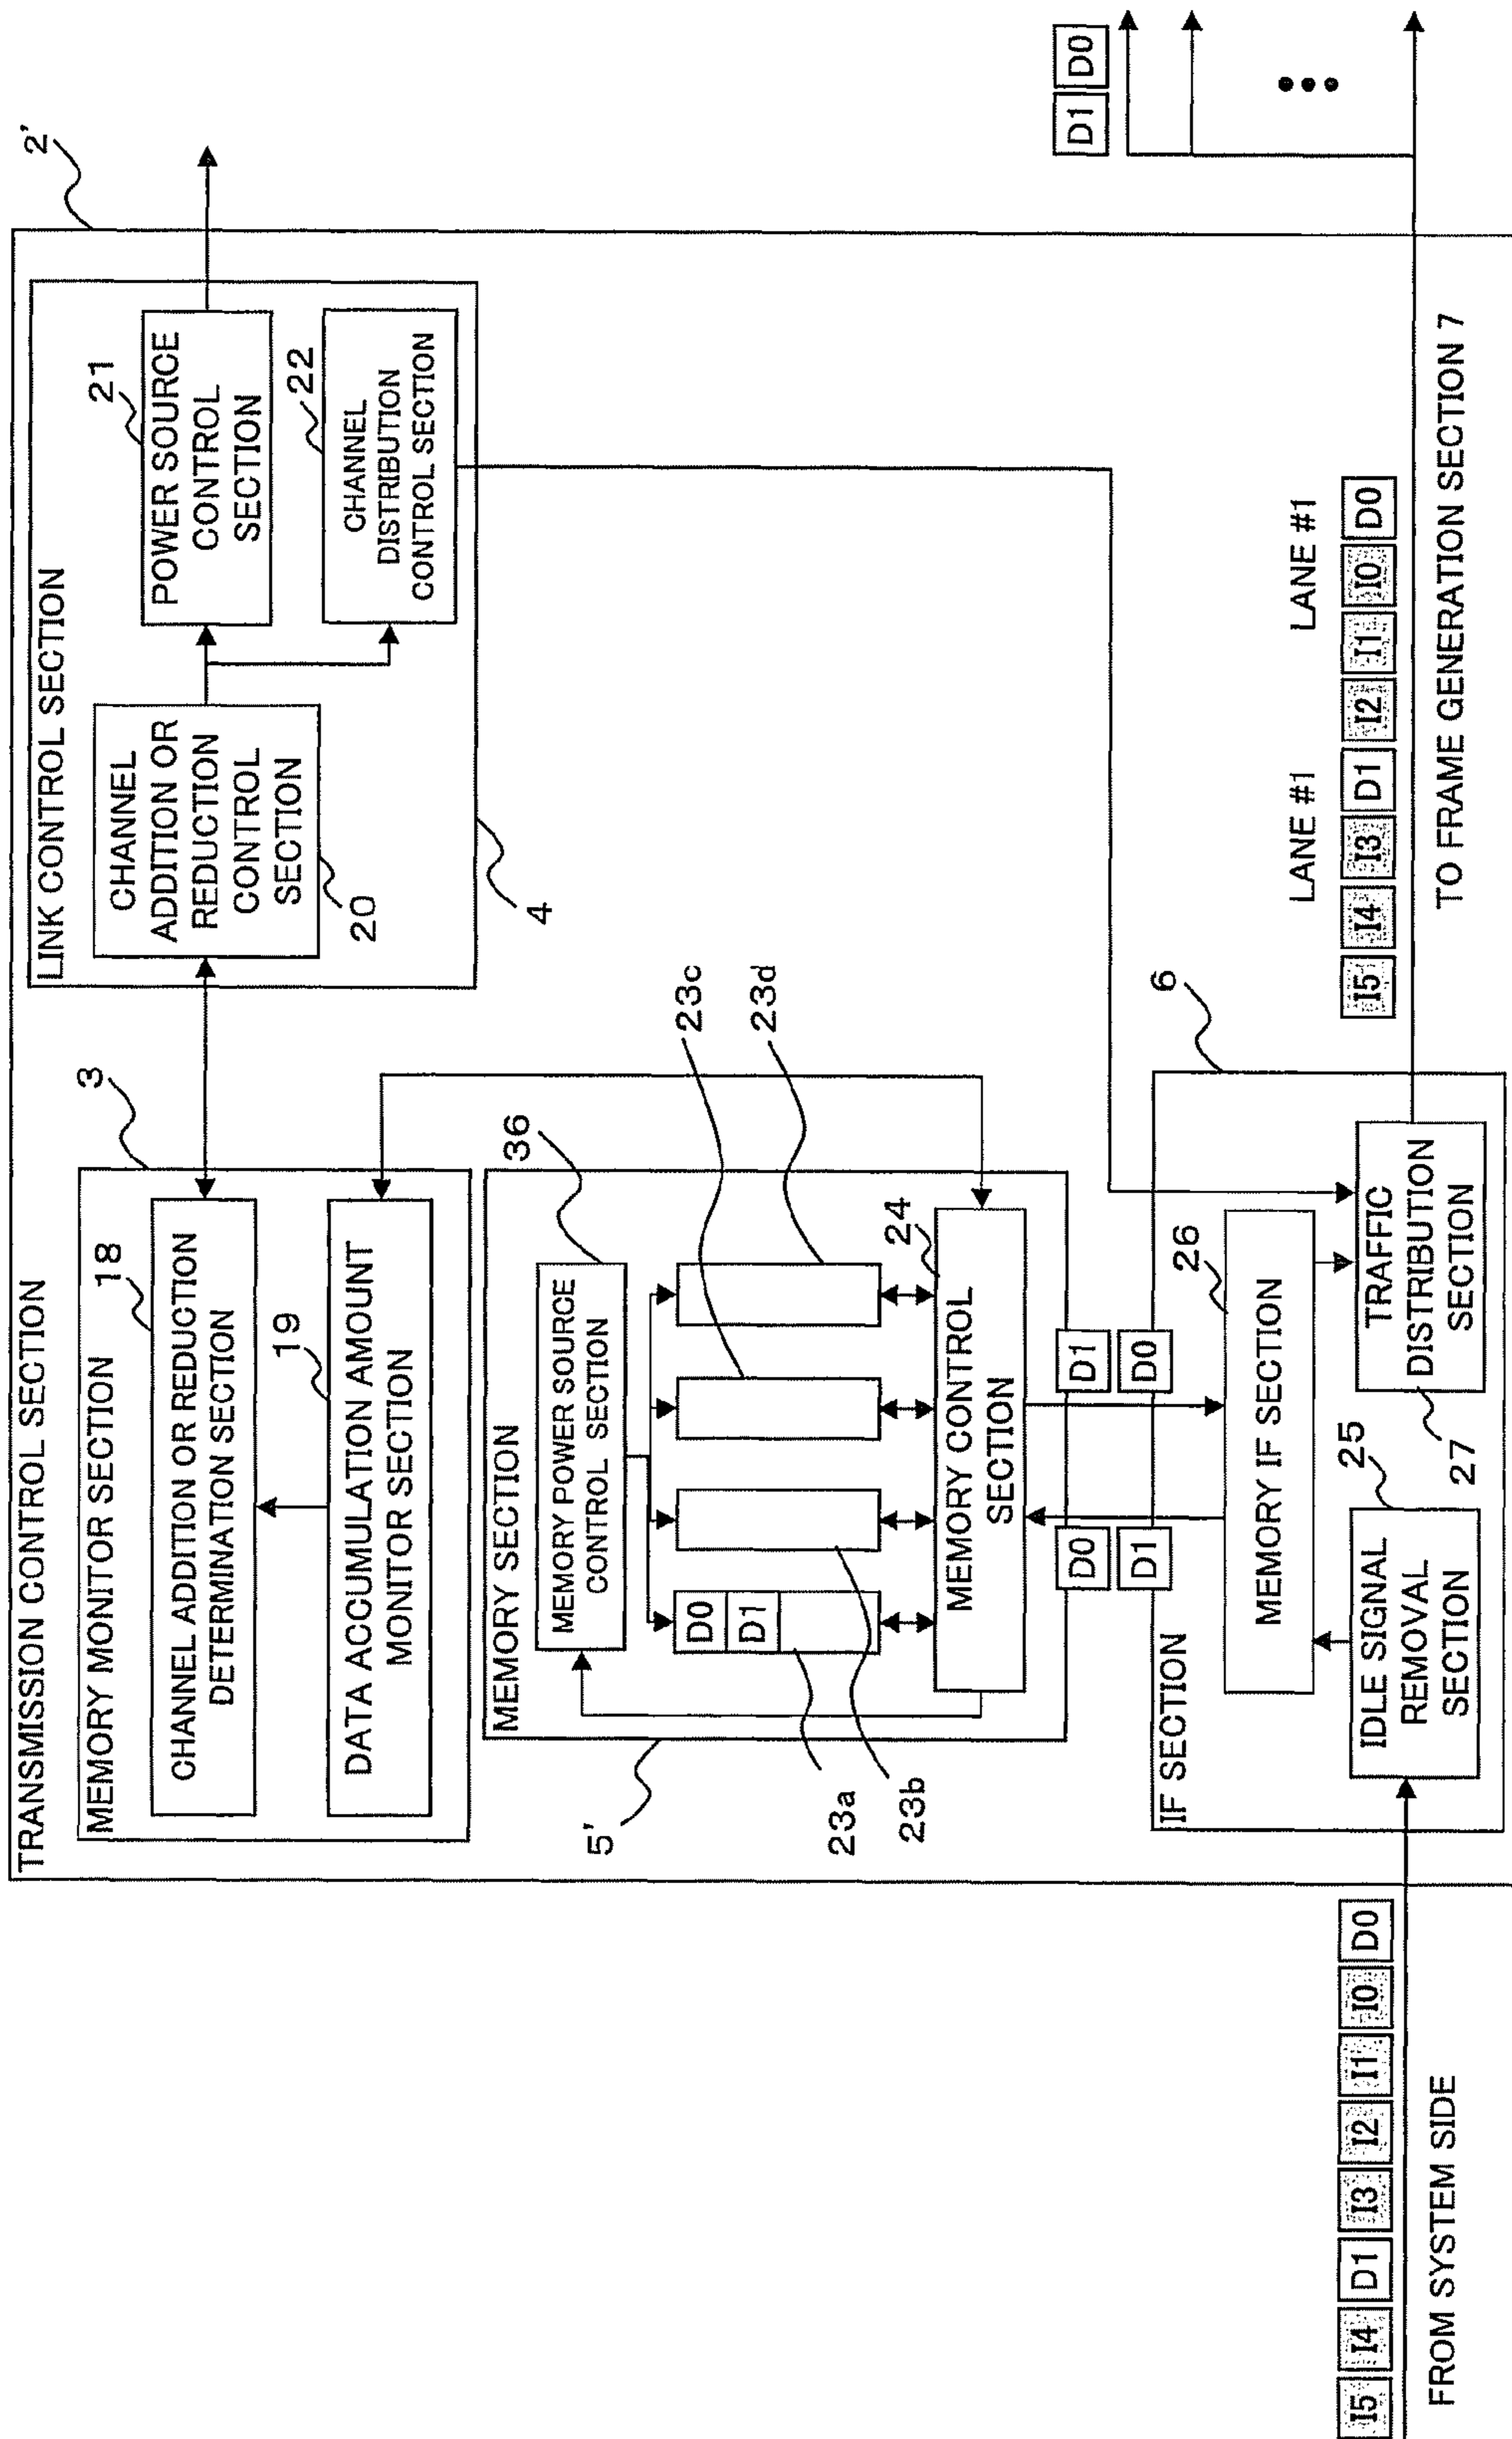 TRANSMISSION CONTROL SECTION
2'
MEMORY MONITOR SECTION
3
18
CHANNEL ADDITION OR REDUCTION
DETERMINATION SECTION
19
DATA ACCUMULATION AMOUNT
MONITOR SECTION
LINK CONTROL SECTION
4
CHANNEL
ADDITION OR
REDUCTION
CONTROL
SECTION
20
21
POWER SOURCE
CONTROL
SECTION
22
CHANNEL
DISTRIBUTION
CONTROL SECTION
MEMORY SECTION
5'
36
MEMORY POWER SOURCE
CONTROL SECTION
D0
D1
23a
23b
23c
23d
24
MEMORY CONTROL
SECTION
D0
D1
D1
D0
IF SECTION
6
26
MEMORY IF SECTION
25
IDLE SIGNAL
REMOVAL
SECTION
27
TRAFFIC
DISTRIBUTION
SECTION
I5 I4 D1 I3 I2 I1 I0 D0
FROM SYSTEM SIDE
LANE #1
LANE #1
I5 I4 I3 D1 I2 I1 I0 D0
TO FRAME GENERATION SECTION 7
D1 D0